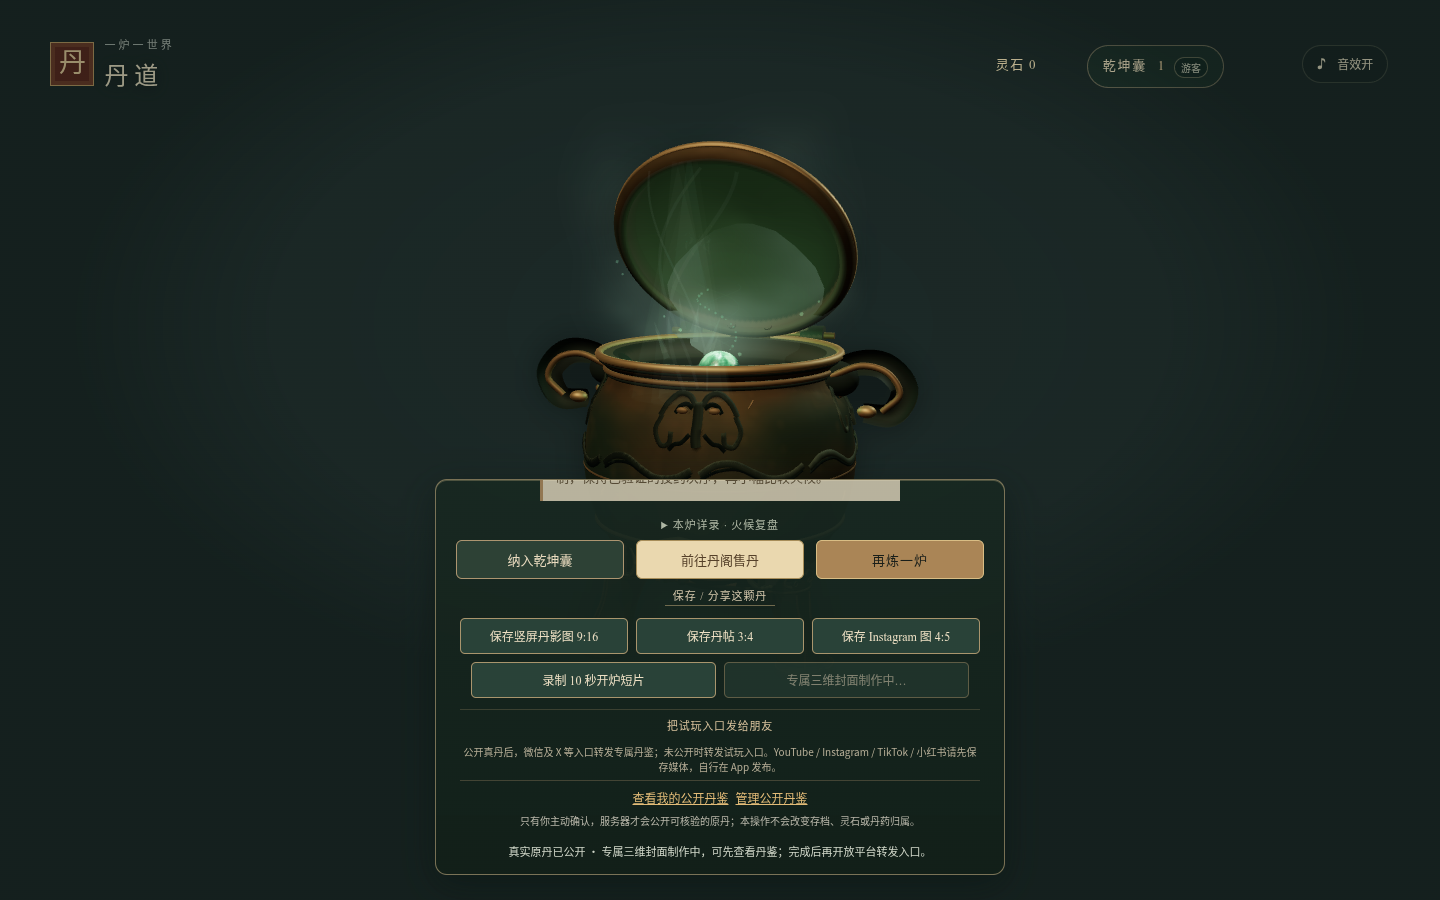 丹
一炉一世界
丹道
灵石 0
乾坤囊 1 游客
♪ 音效开
▶ 本炉详录 · 火候复盘
纳入乾坤囊
前往丹阁售丹
再炼一炉
保存 / 分享这颗丹
保存竖屏丹影图 9:16
保存丹帖 3:4
保存 Instagram 图 4:5
录制 10 秒开炉短片
专属三维封面制作中…
把试玩入口发给朋友
公开真丹后，微信及 X 等入口转发专属丹鉴；未公开时转发试玩入口。YouTube / Instagram / TikTok / 小红书请先保
存媒体，自行在 App 发布。
查看我的公开丹鉴 管理公开丹鉴
只有你主动确认，服务器才会公开可核验的原丹；本操作不会改变存档、灵石或丹药归属。
真实原丹已公开 · 专属三维封面制作中，可先查看丹鉴；完成后再开放平台转发入口。